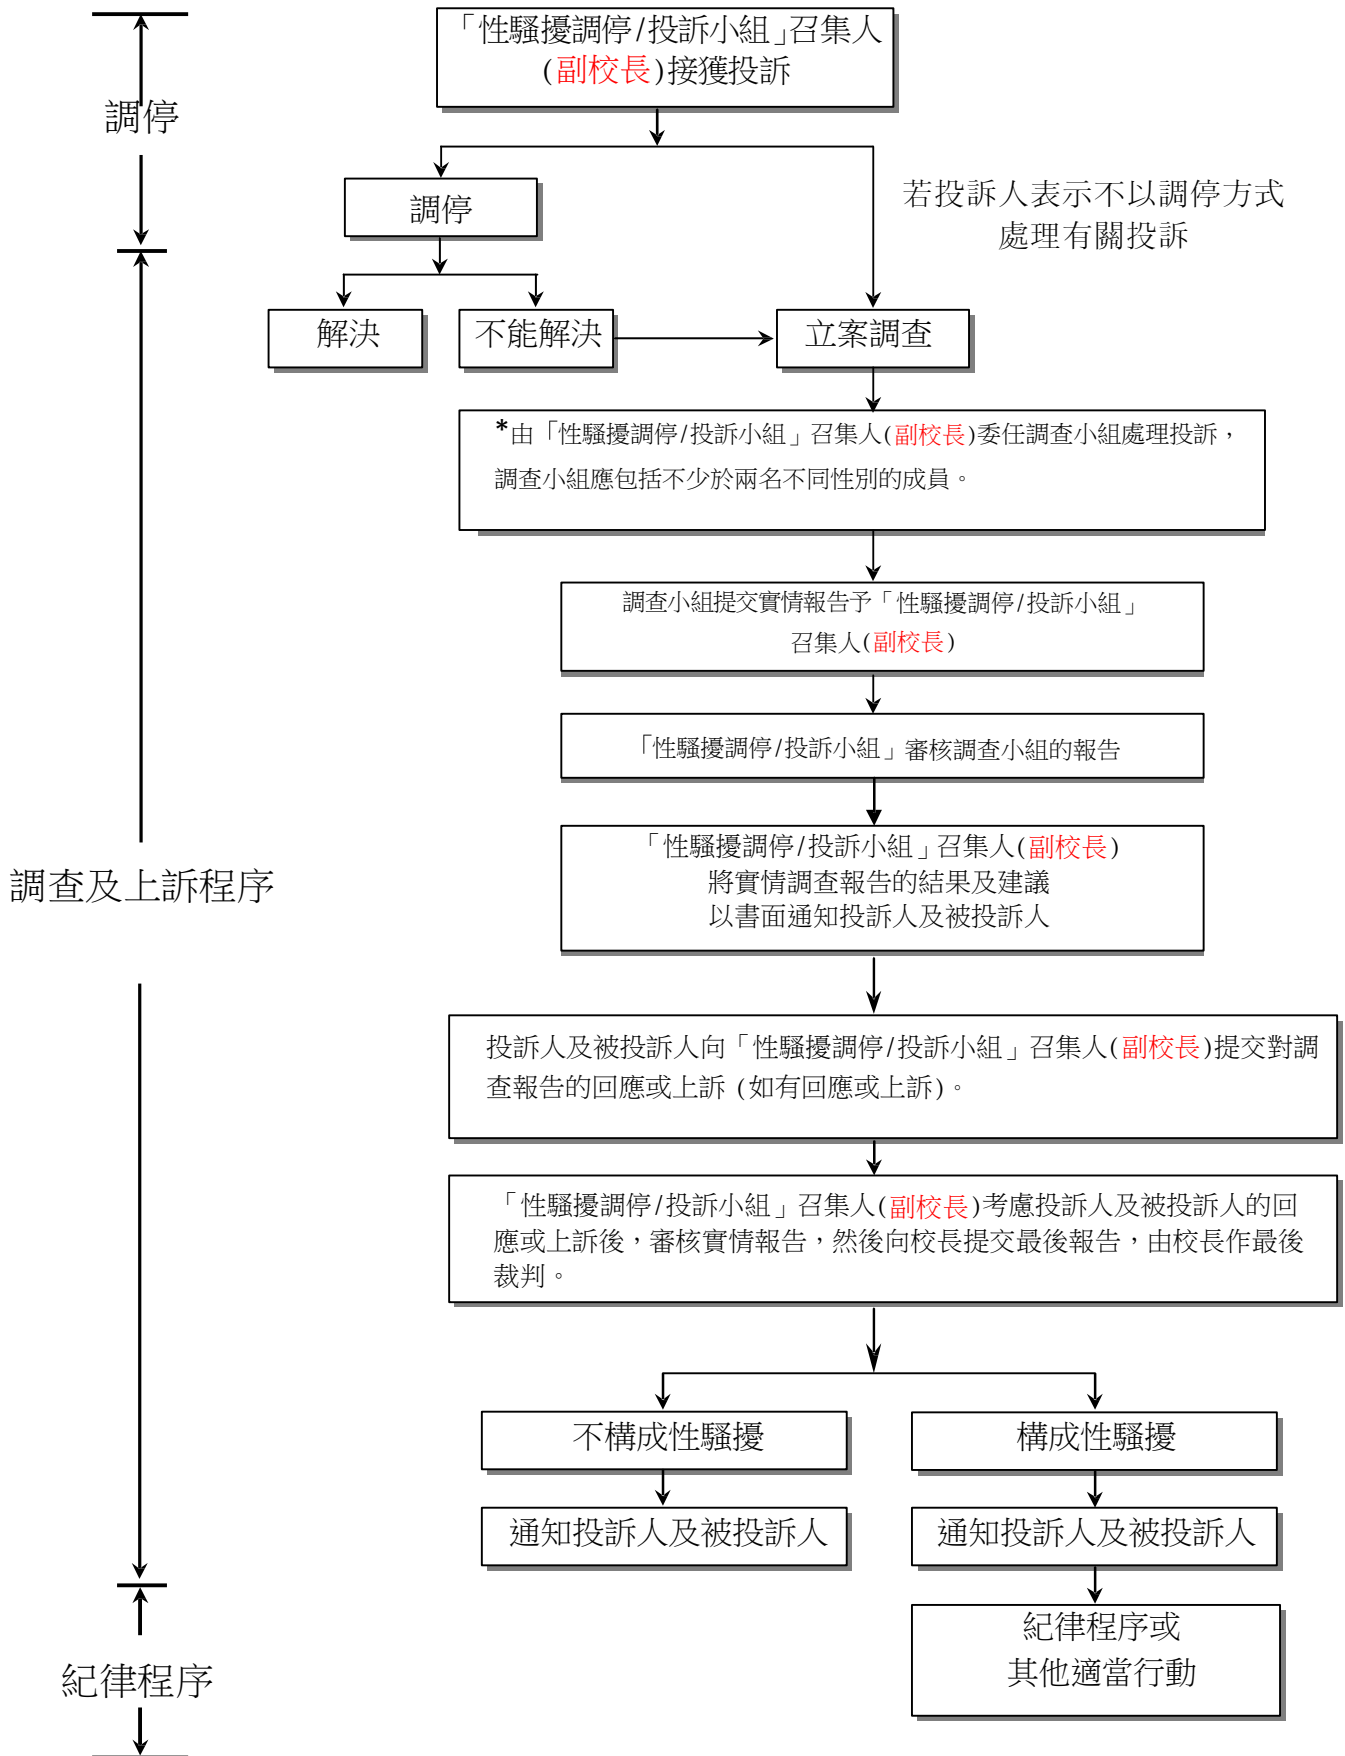 「性騷擾調停/投訴小組」召集人
(副校長)接獲投訴
調停
調停
若投訴人表示不以調停方式
處理有關投訴
解決
不能解決
立案調查
*由「性騷擾調停/投訴小組」召集人(副校長)委任調查小組處理投訴，
調查小組應包括不少於兩名不同性別的成員。
調查小組提交實情報告予「性騷擾調停/投訴小組」
召集人(副校長)
「性騷擾調停/投訴小組」審核調查小組的報告
「性騷擾調停/投訴小組」召集人(副校長)
將實情調查報告的結果及建議
以書面通知投訴人及被投訴人
調查及上訴程序
投訴人及被投訴人向「性騷擾調停/投訴小組」召集人(副校長)提交對調
查報告的回應或上訴 (如有回應或上訴)。
「性騷擾調停/投訴小組」召集人(副校長)考慮投訴人及被投訴人的回
應或上訴後，審核實情報告，然後向校長提交最後報告，由校長作最後
裁判。
不構成性騷擾
構成性騷擾
通知投訴人及被投訴人
通知投訴人及被投訴人
紀律程序或
其他適當行動
紀律程序